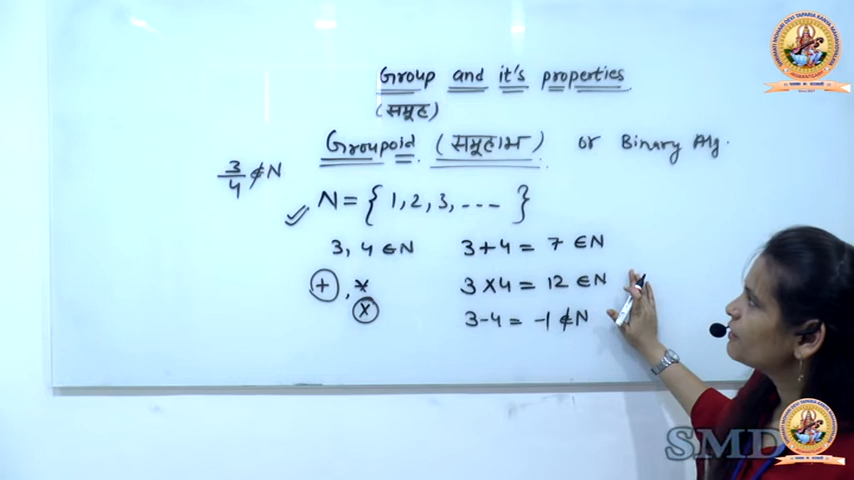 Group and it's properties
(समूह)
Groupoid (समूहाभ) or Binary Alg.
3/4 ∉ N
N = { 1, 2, 3, ---- }
3, 4 ∈ N 3+4 = 7 ∈ N
+ , * 3 × 4 = 12 ∈ N
× 3-4 = -1 ∉ N
SMD